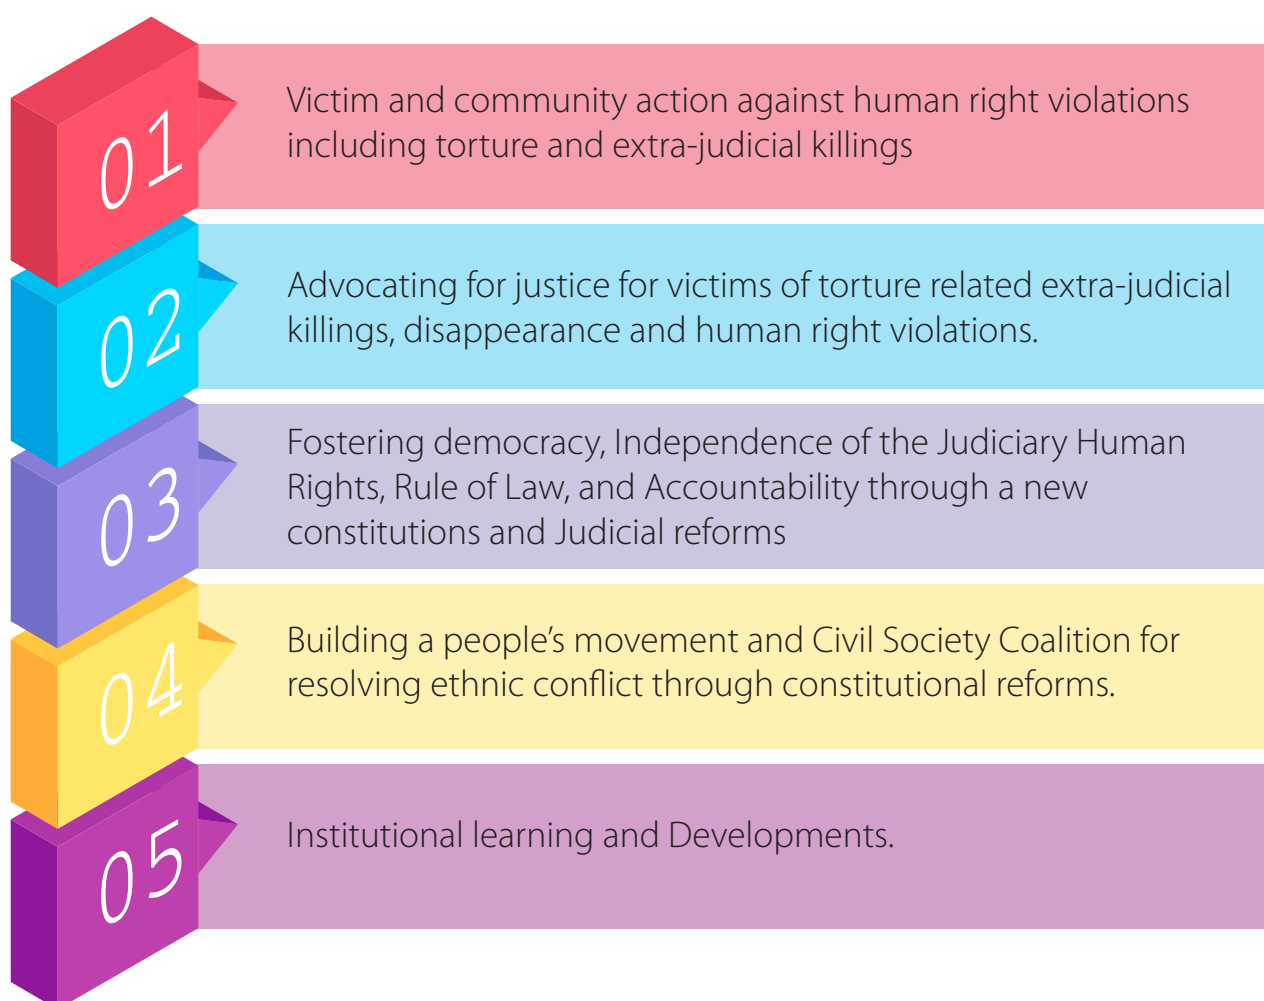 01
Victim and community action against human right violations
including torture and extra-judicial killings
02
Advocating for justice for victims of torture related extra-judicial
killings, disappearance and human right violations.
03
Fostering democracy, Independence of the Judiciary Human
Rights, Rule of Law, and Accountability through a new
constitutions and Judicial reforms
04
Building a people’s movement and Civil Society Coalition for
resolving ethnic conflict through constitutional reforms.
05
Institutional learning and Developments.